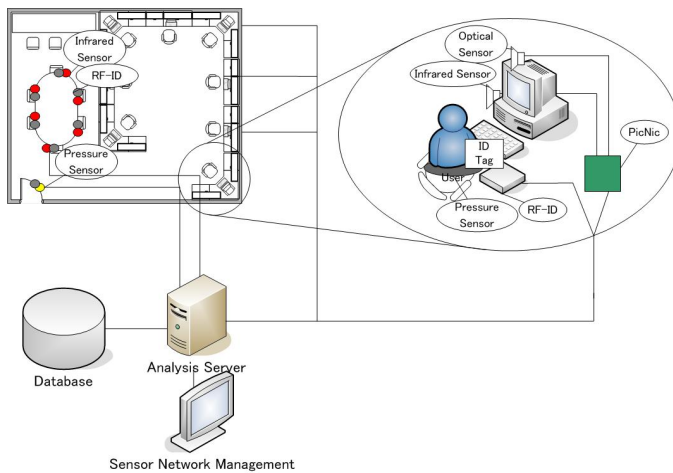 Infrared
Sensor
RF-ID
Pressure
Sensor
Optical
Sensor
Infrared Sensor
PicNic
ID
Tag
User
Pressure
Sensor
RF-ID
Database
Analysis Server
Sensor Network Management